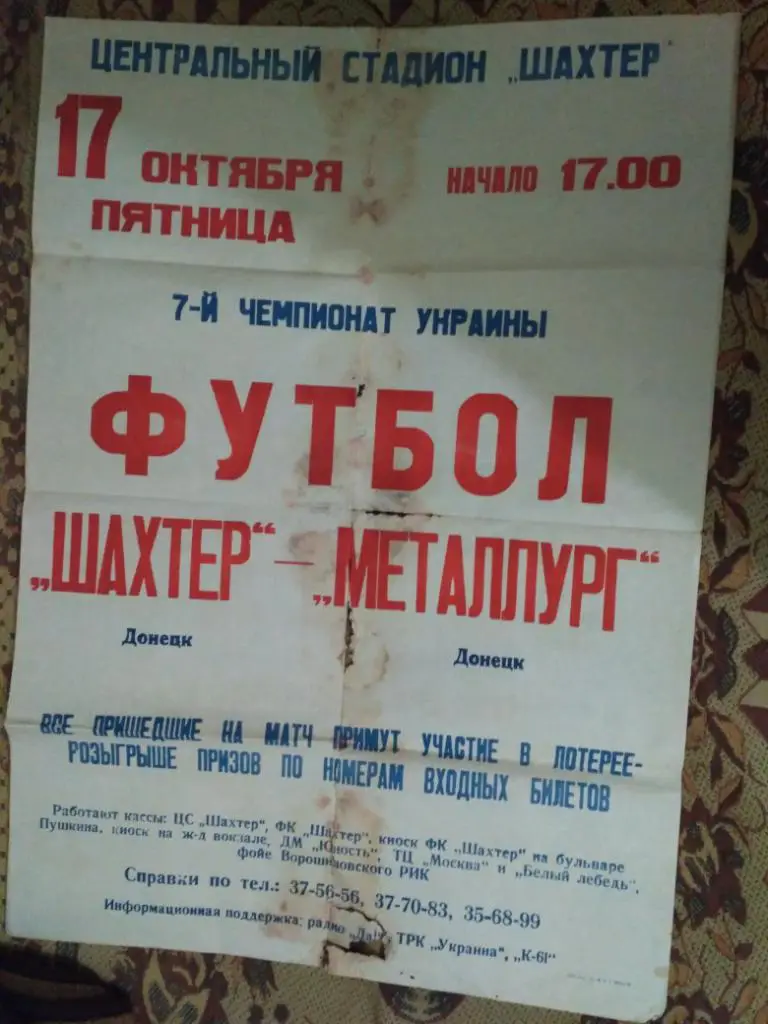 ЦЕНТРАЛЬНЫЙ СТАДИОН „ШАХТЕР"
17 ОКТЯБРЯ НАЧАЛО 17.00
ПЯТНИЦА
7-Й ЧЕМПИОНАТ УКРАИНЫ
ФУТБОЛ
„ШАХТЕР“ — „МЕТАЛЛУРГ“
Донецк Донецк
ВСЕ ПРИШЕДШИЕ НА МАТЧ ПРИМУТ УЧАСТИЕ В ЛОТЕРЕЕ-
РОЗЫГРЫШЕ ПРИЗОВ ПО НОМЕРАМ ВХОДНЫХ БИЛЕТОВ
Работают кассы: ЦС „Шахтер", ФК „Шахтер", киоск ФК „Шахтер" на бульваре
Пушкина, киоск на ж-д вокзале, ДМ „Юность", ТЦ „Москва" и „Белый лебедь",
фойе Ворошиловского РИК
Справки по тел.: 37-56-56, 37-70-83, 35-68-99
Информационная поддержка: радио ТРК „Украина", „К-61"